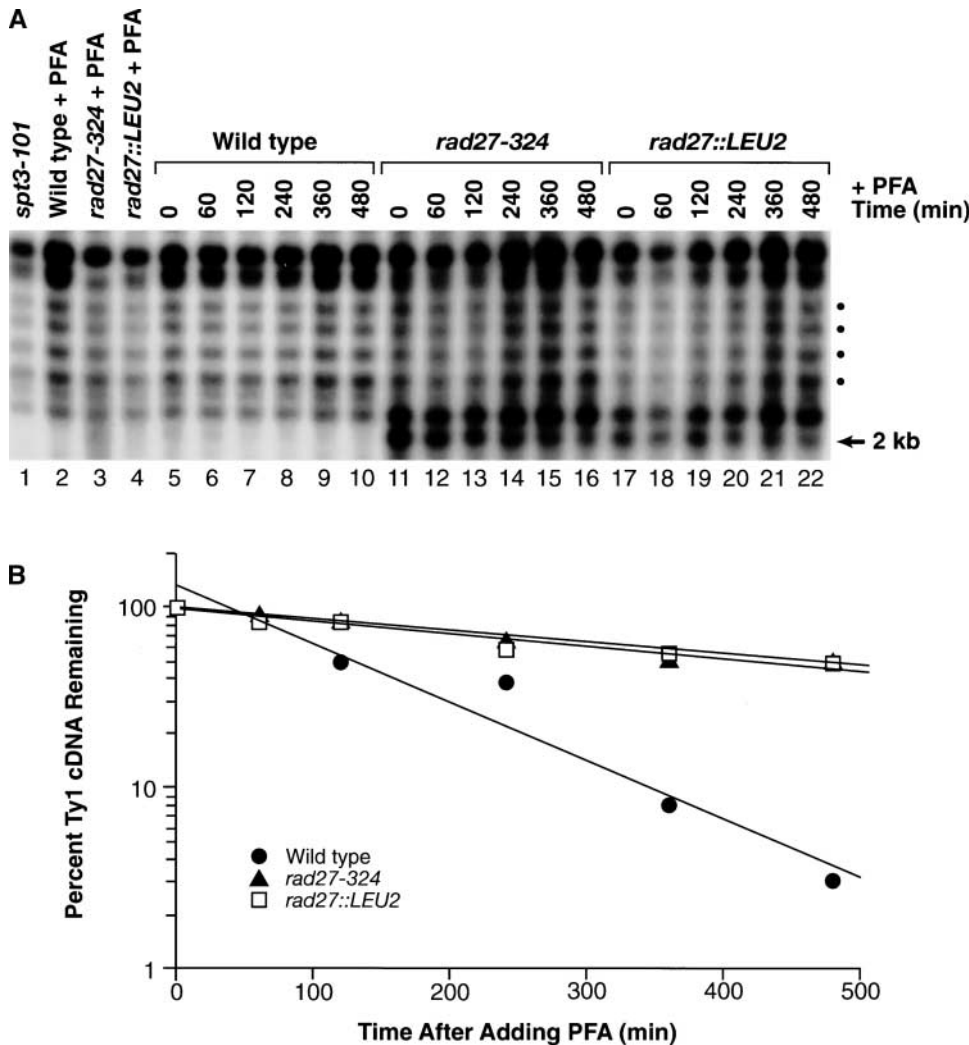 A
spt3-101
Wild type + PFA
rad27-324 + PFA
rad27::LEU2 + PFA
Wild type
rad27-324
rad27::LEU2
0 60 120 240 360 480 0 60 120 240 360 480 0 60 120 240 360 480
+ PFA
Time (min)
2 kb
1 2 3 4 5 6 7 8 9 10 11 12 13 14 15 16 17 18 19 20 21 22
B
Percent Ty1 cDNA Remaining
100
10
1
Wild type
rad27-324
rad27::LEU2
0 100 200 300 400 500
Time After Adding PFA (min)